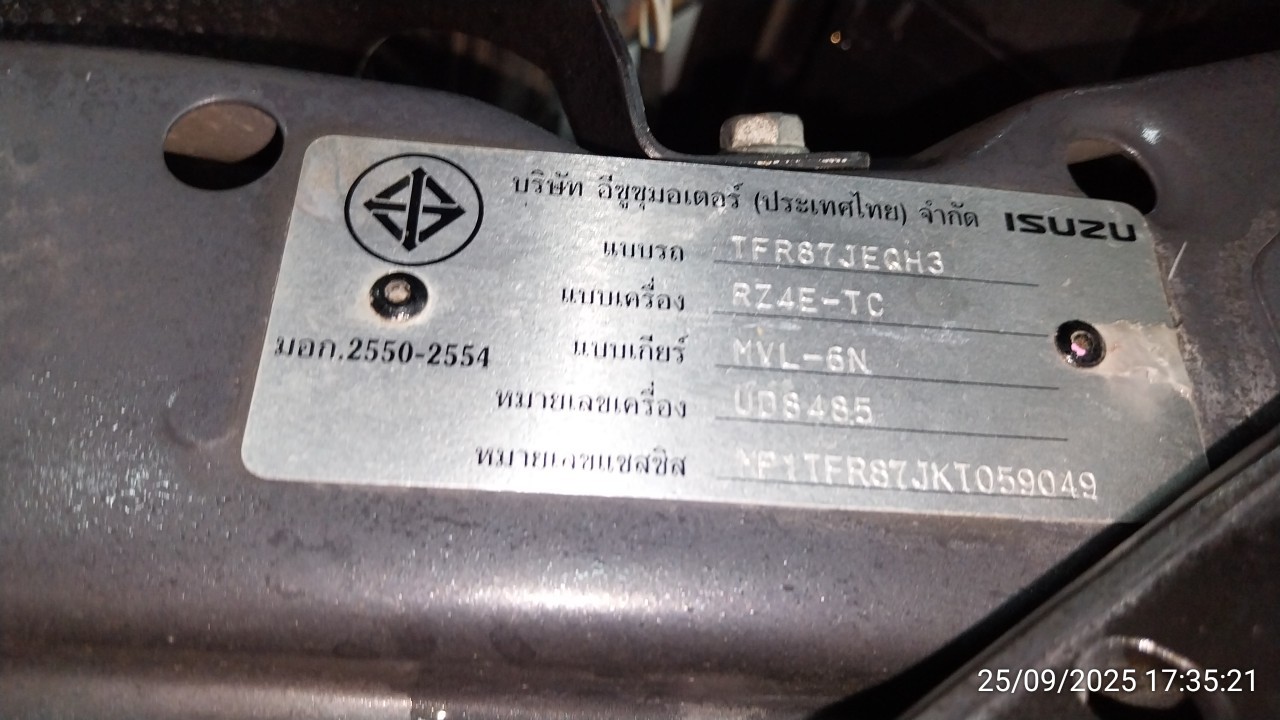 บริษัท อีซูซุมอเตอร์ (ประเทศไทย) จำกัด ISUZU
แบบรถ TFR87JEQH3
แบบเครื่อง RZ4E-TC
แบบเกียร์ MVL-6N
มอก.2550-2554
หมายเลขเครื่อง UD8485
หมายเลขแชสซิส MP1TFR87JKT059049
25/09/2025 17:35:21